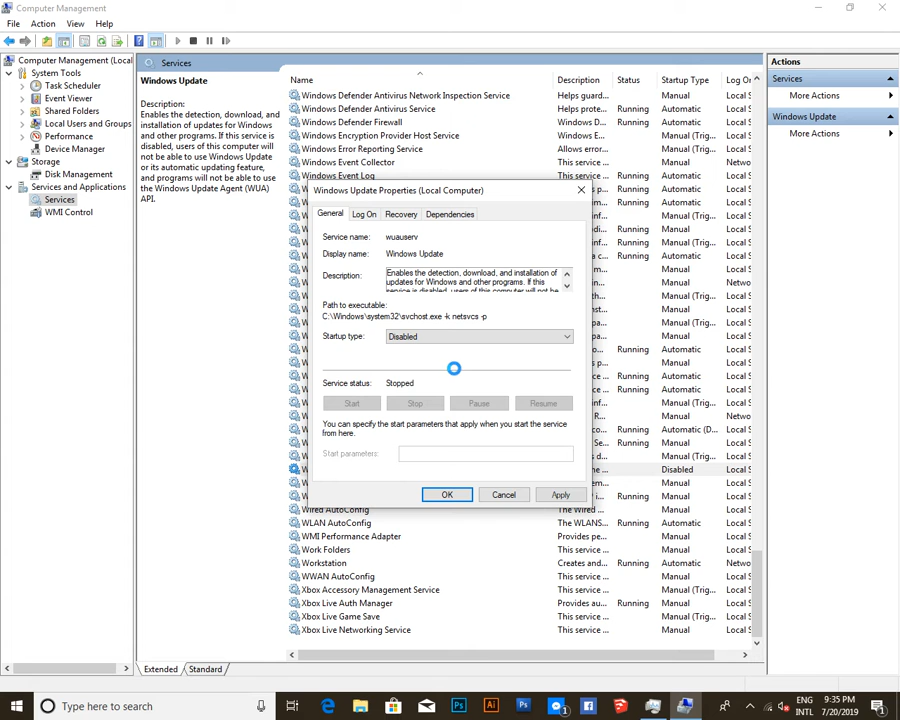 Computer Management
File Action View Help
Computer Management (Local
System Tools
Task Scheduler
Event Viewer
Shared Folders
Local Users and Groups
Performance
Device Manager
Storage
Disk Management
Services and Applications
Services
WMI Control
Services
Windows Update
Description:
Enables the detection, download, and
installation of updates for Windows
and other programs. If this service is
disabled, users of this computer will
not be able to use Windows Update
or its automatic updating feature,
and programs will not be able to use
the Windows Update Agent (WUA)
API.
Name Description Status Startup Type Log On
Windows Defender Antivirus Network Inspection Service Helps guard... Running Manual Local S
Windows Defender Antivirus Service Helps prote... Running Automatic Local S
Windows Defender Firewall Windows D... Running Automatic Local S
Windows Encryption Provider Host Service Windows E... Manual (Trig... Local S
Windows Error Reporting Service Allows error... Manual (Trig... Local S
Windows Event Collector This service ... Manual Netwo
Windows Event Log This service ... Running Automatic Local S
Windows Update Properties (Local Computer)
General Log On Recovery Dependencies
Service name: wuauserv
Display name: Windows Update
Description: Enables the detection, download, and installation of
updates for Windows and other programs. If this
service is disabled, users of this computer will not be
Path to executable:
C:\Windows\system32\svchost.exe -k netsvcs -p
Startup type: Disabled
Service status: Stopped
Start Stop Pause Resume
You can specify the start parameters that apply when you start the service
from here.
Start parameters:
OK Cancel Apply
Disabled Local S
Wired AutoConfig The Wired ... Manual Local S
WLAN AutoConfig The WLANS... Running Automatic Local S
WMI Performance Adapter Provides pe... Manual Local S
Work Folders This service ... Manual Local S
Workstation Creates and... Running Automatic Netwo
WWAN AutoConfig This service ... Manual Local S
Xbox Accessory Management Service This service ... Manual (Trig... Local S
Xbox Live Auth Manager Provides au... Running Manual Local S
Xbox Live Game Save This service ... Manual (Trig... Local S
Xbox Live Networking Service This service ... Manual Local S
Extended Standard
Actions
Services
More Actions
Windows Update
More Actions
Type here to search
ENG
INTL
9:35 PM
7/20/2019